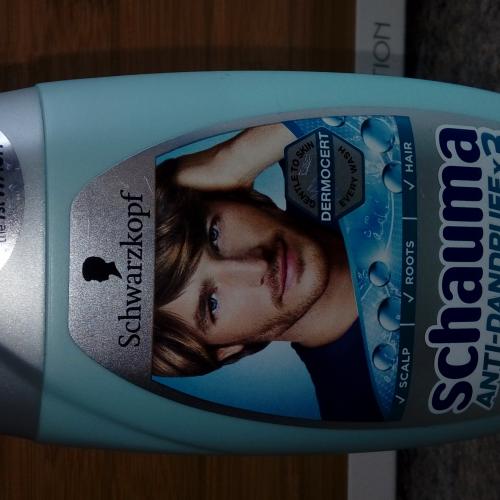 Schwarzkopf
GENTLE TO SKIN
DERMOCERT
EVERY WASH
✓ SCALP | ✓ ROOTS | ✓ HAIR
schauma
ANTI-DANDRUFF x3